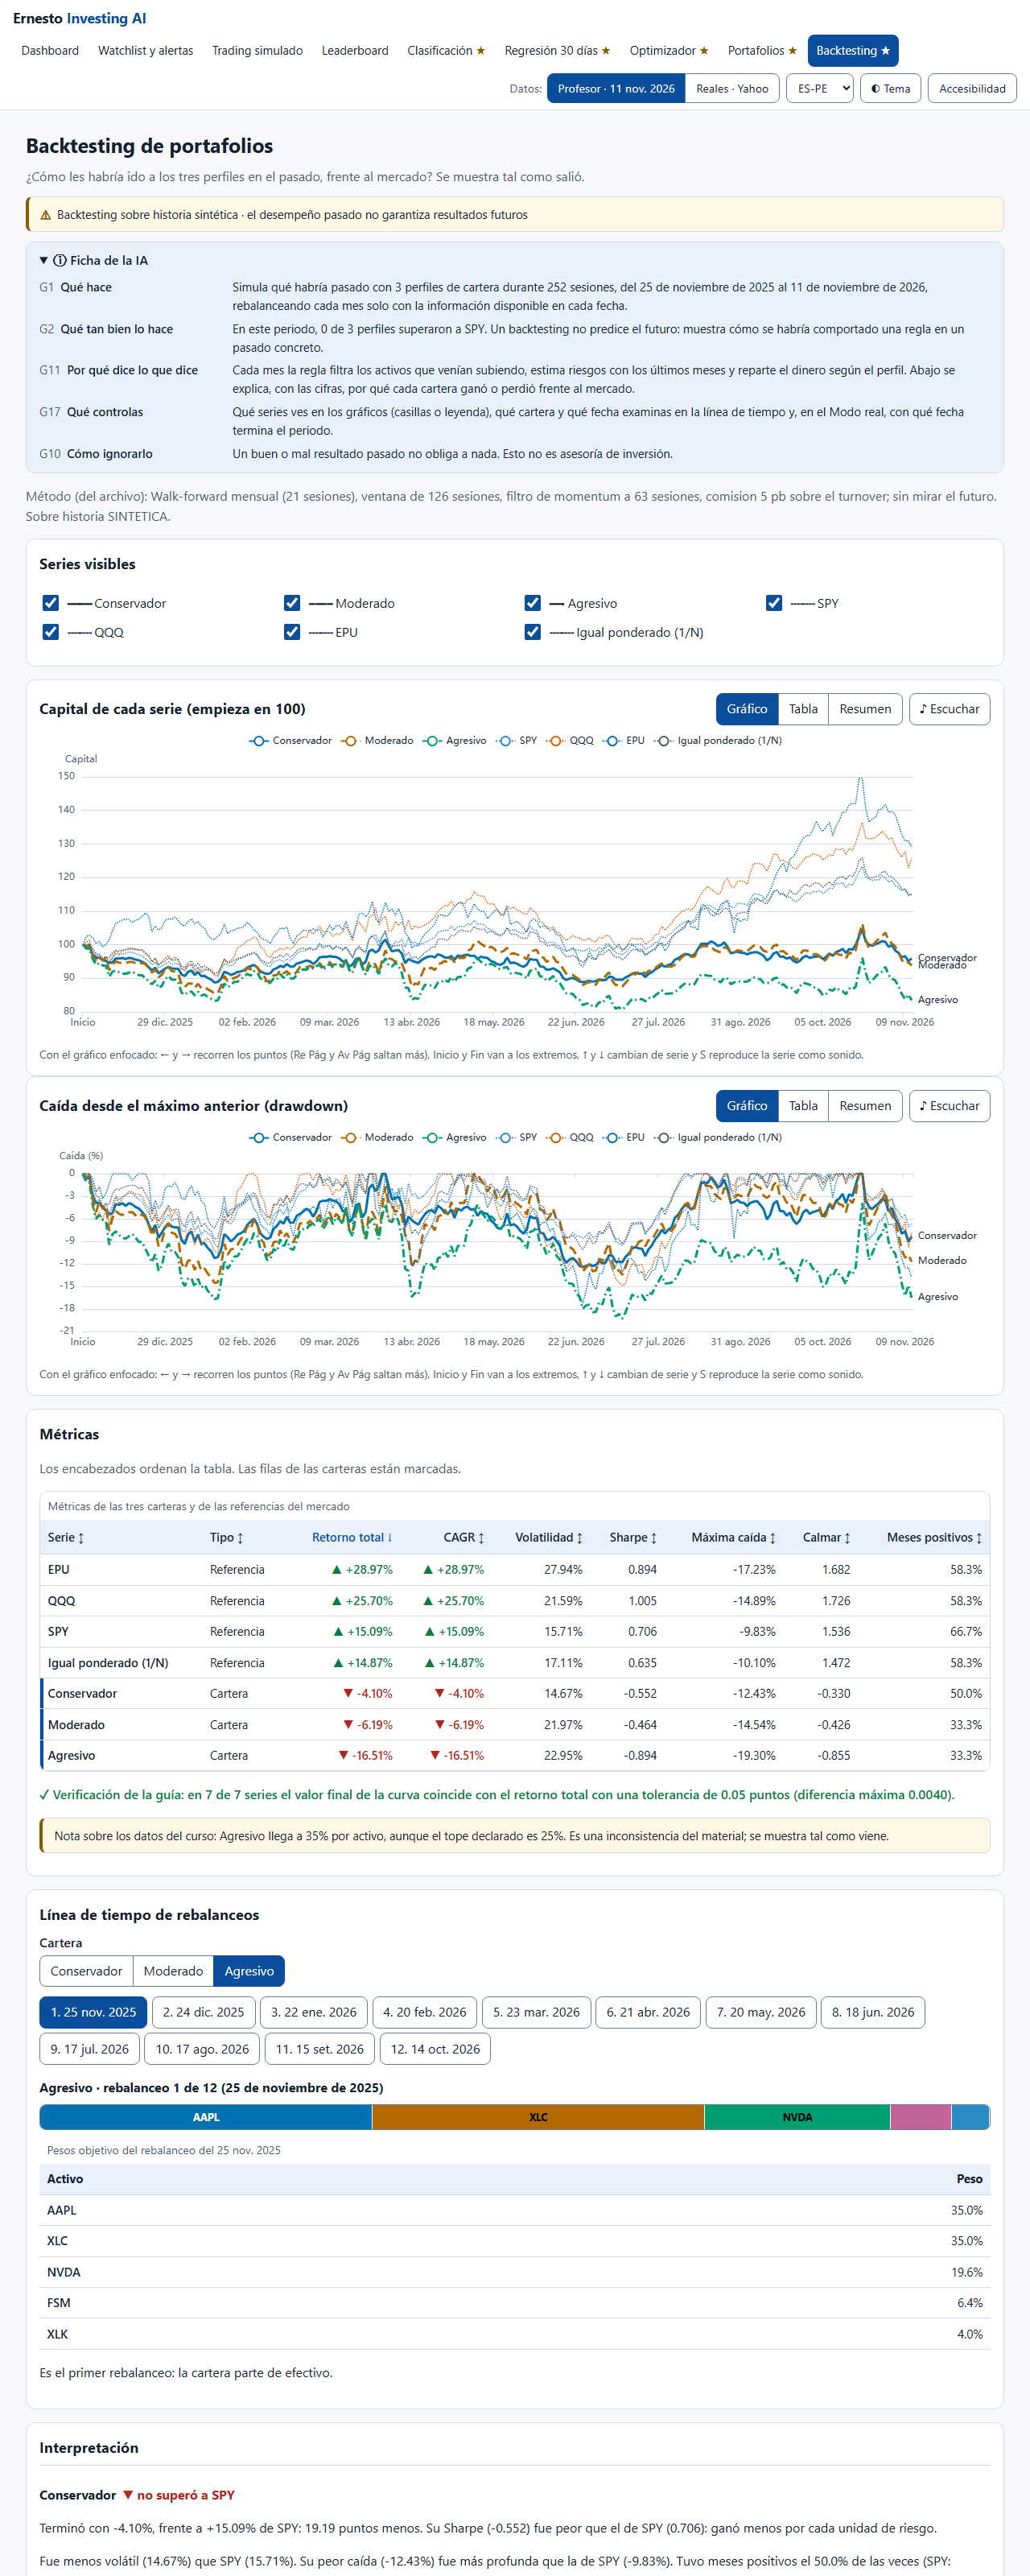 Ernesto Investing AI
Dashboard Watchlist y alertas Trading simulado Leaderboard Clasificación ★ Regresión 30 días ★ Optimizador ★ Portafolios ★ Backtesting ★
Datos: Profesor · 11 nov. 2026 Reales · Yahoo ES-PE Tema Accesibilidad
Backtesting de portafolios
¿Cómo les habría ido a los tres perfiles en el pasado, frente al mercado? Se muestra tal como salió.
⚠ Backtesting sobre historia sintética · el desempeño pasado no garantiza resultados futuros
▼ ⓘ Ficha de la IA
G1 Qué hace Simula qué habría pasado con 3 perfiles de cartera durante 252 sesiones, del 25 de noviembre de 2025 al 11 de noviembre de 2026,
rebalanceando cada mes solo con la información disponible en cada fecha.
G2 Qué tan bien lo hace En este periodo, 0 de 3 perfiles superaron a SPY. Un backtesting no predice el futuro: muestra cómo se habría comportado una regla en un
pasado concreto.
G11 Por qué dice lo que dice Cada mes la regla filtra los activos que venían subiendo, estima riesgos con los últimos meses y reparte el dinero según el perfil. Abajo se
explica, con las cifras, por qué cada cartera ganó o perdió frente al mercado.
G17 Qué controlas Qué series ves en los gráficos (casillas o leyenda), qué cartera y qué fecha examinas en la línea de tiempo y, en el Modo real, con qué fecha
termina el periodo.
G10 Cómo ignorarlo Un buen o mal resultado pasado no obliga a nada. Esto no es asesoría de inversión.
Método (del archivo): Walk-forward mensual (21 sesiones), ventana de 126 sesiones, filtro de momentum a 63 sesiones, comision 5 pb sobre el turnover; sin mirar el futuro.
Sobre historia SINTETICA.
Series visibles
Conservador Moderado Agresivo SPY
QQQ EPU Igual ponderado (1/N)
Capital de cada serie (empieza en 100) Gráfico Tabla Resumen ♪ Escuchar
Conservador Moderado Agresivo SPY QQQ EPU Igual ponderado (1/N)
Capital
150
140
130
120
110
100
90
80
Conservador
Moderado
Agresivo
Inicio 29 dic. 2025 02 feb. 2026 09 mar. 2026 13 abr. 2026 18 may. 2026 22 jun. 2026 27 jul. 2026 31 ago. 2026 05 oct. 2026 09 nov. 2026
Con el gráfico enfocado: ← y → recorren los puntos (Re Pág y Av Pág saltan más), Inicio y Fin van a los extremos, ↑ y ↓ cambian de serie y S reproduce la serie como sonido.
Caída desde el máximo anterior (drawdown) Gráfico Tabla Resumen ♪ Escuchar
Conservador Moderado Agresivo SPY QQQ EPU Igual ponderado (1/N)
Caída (%)
0
-3
-6
-9
-12
-15
-18
-21
Conservador
Moderado
Agresivo
Inicio 29 dic. 2025 02 feb. 2026 09 mar. 2026 13 abr. 2026 18 may. 2026 22 jun. 2026 27 jul. 2026 31 ago. 2026 05 oct. 2026 09 nov. 2026
Con el gráfico enfocado: ← y → recorren los puntos (Re Pág y Av Pág saltan más), Inicio y Fin van a los extremos, ↑ y ↓ cambian de serie y S reproduce la serie como sonido.
Métricas
Los encabezados ordenan la tabla. Las filas de las carteras están marcadas.
Métricas de las tres carteras y de las referencias del mercado
Serie ↕ Tipo ↕ Retorno total ↓ CAGR ↕ Volatilidad ↕ Sharpe ↕ Máxima caída ↕ Calmar ↕ Meses positivos ↕
EPU Referencia ▲ +28.97% ▲ +28.97% 27.94% 0.894 -17.23% 1.682 58.3%
QQQ Referencia ▲ +25.70% ▲ +25.70% 21.59% 1.005 -14.89% 1.726 58.3%
SPY Referencia ▲ +15.09% ▲ +15.09% 15.71% 0.706 -9.83% 1.536 66.7%
Igual ponderado (1/N) Referencia ▲ +14.87% ▲ +14.87% 17.11% 0.635 -10.10% 1.472 58.3%
Conservador Cartera ▼ -4.10% ▼ -4.10% 14.67% -0.552 -12.43% -0.330 50.0%
Moderado Cartera ▼ -6.19% ▼ -6.19% 21.97% -0.464 -14.54% -0.426 33.3%
Agresivo Cartera ▼ -16.51% ▼ -16.51% 22.95% -0.894 -19.30% -0.855 33.3%
✓ Verificación de la guía: en 7 de 7 series el valor final de la curva coincide con el retorno total con una tolerancia de 0.05 puntos (diferencia máxima 0.0040).
Nota sobre los datos del curso: Agresivo llega a 35% por activo, aunque el tope declarado es 25%. Es una inconsistencia del material; se muestra tal como viene.
Línea de tiempo de rebalanceos
Cartera
Conservador Moderado Agresivo
1. 25 nov. 2025 2. 24 dic. 2025 3. 22 ene. 2026 4. 20 feb. 2026 5. 23 mar. 2026 6. 21 abr. 2026 7. 20 may. 2026 8. 18 jun. 2026
9. 17 jul. 2026 10. 17 ago. 2026 11. 15 set. 2026 12. 14 oct. 2026
Agresivo · rebalanceo 1 de 12 (25 de noviembre de 2025)
AAPL XLC NVDA
Pesos objetivo del rebalanceo del 25 nov. 2025
Activo Peso
AAPL 35.0%
XLC 35.0%
NVDA 19.6%
FSM 6.4%
XLK 4.0%
Es el primer rebalanceo: la cartera parte de efectivo.
Interpretación
Conservador ▼ no superó a SPY
Terminó con -4.10%, frente a +15.09% de SPY: 19.19 puntos menos. Su Sharpe (-0.552) fue peor que el de SPY (0.706): ganó menos por cada unidad de riesgo.
Fue menos volátil (14.67%) que SPY (15.71%). Su peor caída (-12.43%) fue más profunda que la de SPY (-9.83%). Tuvo meses positivos el 50.0% de las veces (SPY: